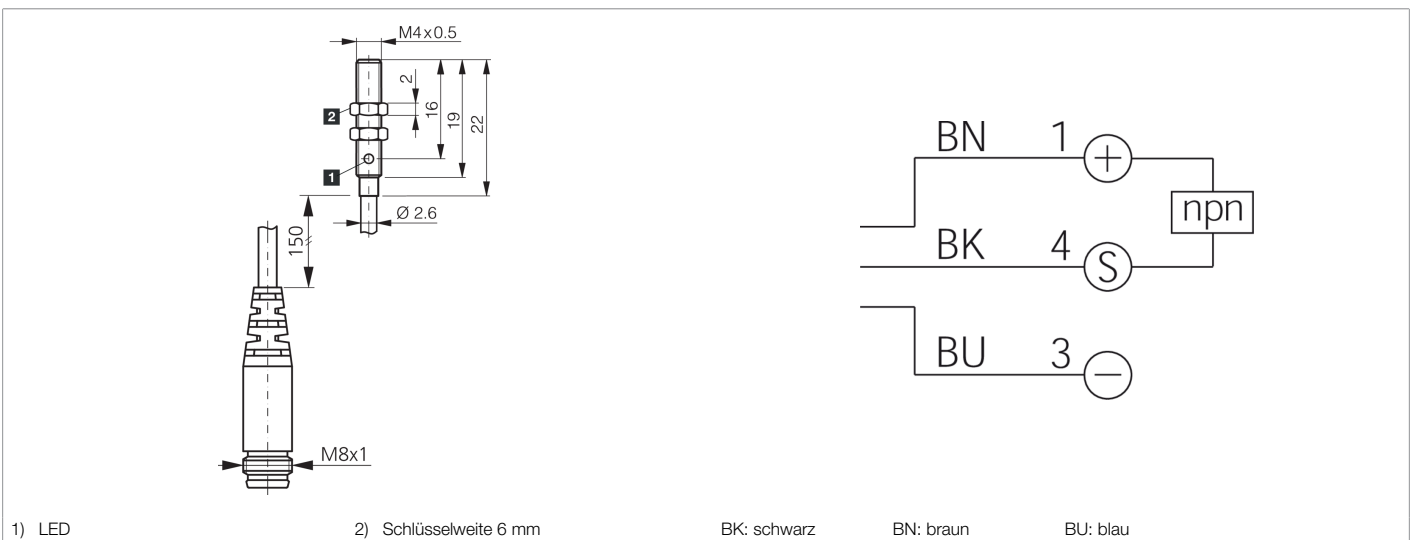 M4x0.5
2
16
19
22
2
1
Ø 2.6
150
M8x1
BN 1 +
npn
BK 4 S
BU 3 −
1) LED 2) Schlüsselweite 6 mm BK: schwarz BN: braun BU: blau